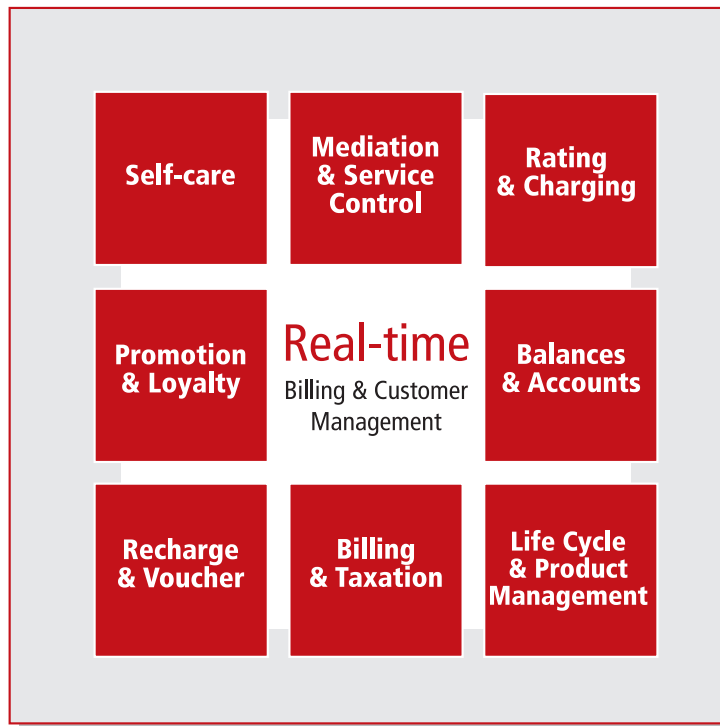 Self-care
Mediation
& Service
Control
Rating
& Charging
Promotion
& Loyalty
Real-time
Billing & Customer
Management
Balances
& Accounts
Recharge
& Voucher
Billing
& Taxation
Life Cycle
& Product
Management